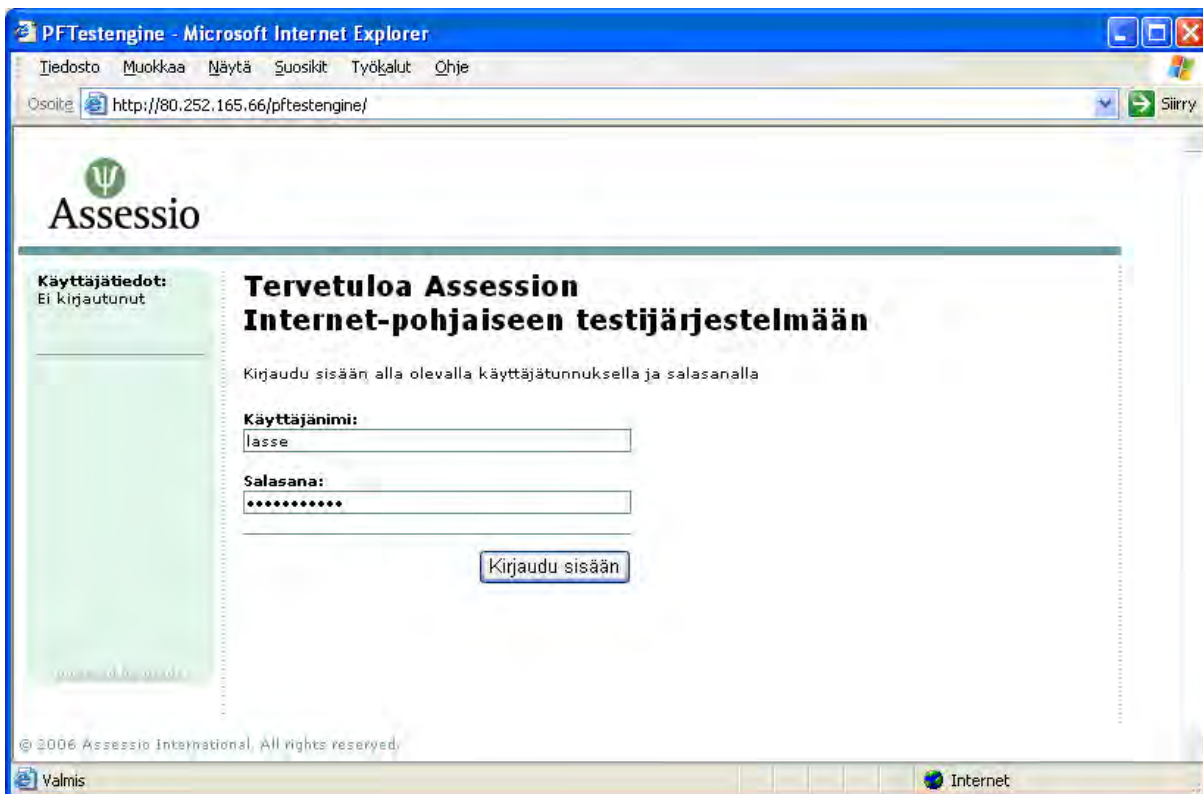 PFTestengine - Microsoft Internet Explorer
Tiedosto Muokkaa Näytä Suosikit Työkalut Ohje
Osoite http://80.252.165.66/pftestengine/ Siirry
ψ
Assessio
Käyttäjätiedot:
Ei kirjautunut
Tervetuloa Assession
Internet-pohjaiseen testijärjestelmään
Kirjaudu sisään alla olevalla käyttäjätunnuksella ja salasanalla
Käyttäjänimi:
lasse
Salasana:
•••••••••••
Kirjaudu sisään
powered by
© 2006 Assessio International. All rights reserved.
Valmis Internet